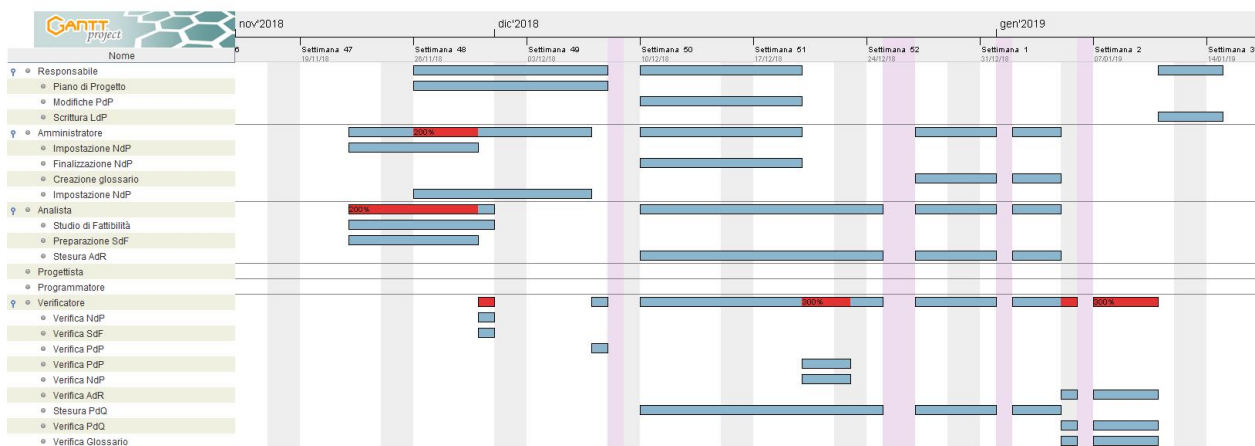 GANTT
project
nov'2018 dic'2018 gen'2019
6 Settimana 47 Settimana 48 Settimana 49 Settimana 50 Settimana 51 Settimana 52 Settimana 1 Settimana 2 Settimana 3
Nome
19/11/18 26/11/18 03/12/18 10/12/18 17/12/18 24/12/18 31/12/18 07/01/19 14/01/19
Responsabile
Piano di Progetto
Modifiche PdP
Scrittura LdP
Amministratore 200%
Impostazione NdP
Finalizzazione NdP
Creazione glossario
Impostazione NdP
Analista 200%
Studio di Fattibilità
Preparazione SdF
Stesura AdR
Progettista
Programmatore
Verificatore 300% 300%
Verifica NdP
Verifica SdF
Verifica PdP
Verifica PdP
Verifica NdP
Verifica AdR
Stesura PdQ
Verifica PdQ
Verifica Glossario